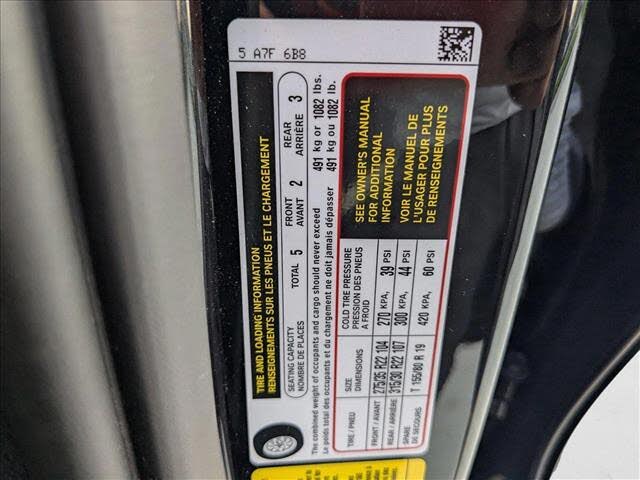 5 A7F 6B8
TIRE AND LOADING INFORMATION
RENSEIGNEMENTS SUR LES PNEUS ET LE CHARGEMENT
SEATING CAPACITY TOTAL 5 FRONT 2 REAR 3
NOMBRE DE PLACES AVANT ARRIÈRE
The combined weight of occupants and cargo should never exceed 491 kg or 1082 lbs.
Le poids total des occupants et du chargement ne doit jamais dépasser 491 kg ou 1082 lb.
TIRE / PNEU SIZE DIMENSIONS COLD TIRE PRESSURE PRESSION DES PNEUS A FROID
FRONT / AVANT 275/35 R22 104 270 KPA, 39 PSI
REAR / ARRIÈRE 315/30 R22 107 300 KPA, 44 PSI
SPARE DE SECOURS T 155/80 R 19 420 KPA, 60 PSI
SEE OWNER'S MANUAL
FOR ADDITIONAL
INFORMATION
VOIR LE MANUEL DE
L'USAGER POUR PLUS
DE RENSEIGNEMENTS